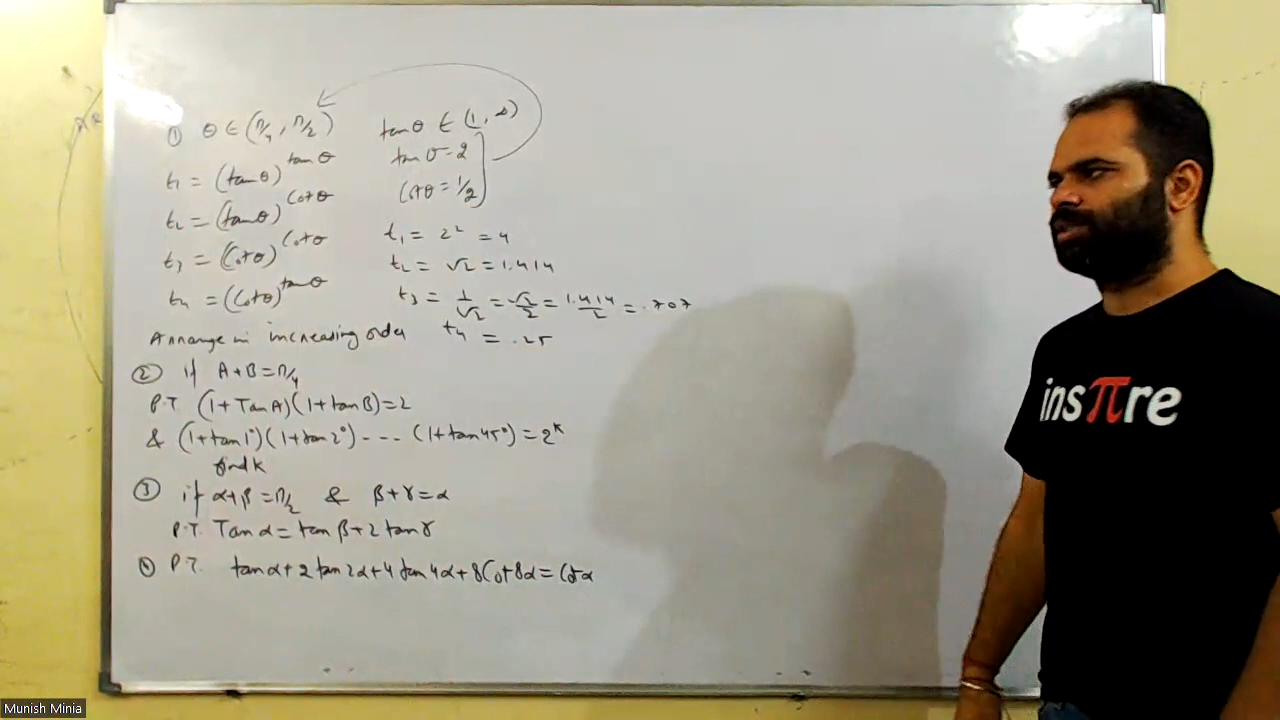 ① θ ∈ (π/4, π/2)
tanθ ∈ (1, ∞)
t₁ = (tanθ)^tanθ
tanθ = 2
t₂ = (tanθ)^cotθ
Cotθ = 1/2
t₃ = (Cotθ)^Cotθ
t₁ = 2² = 4
t₄ = (Cotθ)^tanθ
t₂ = √2 = 1.414
t₃ = 1/√2 = √2/2 = 1.414/2 = .707
Arrange in increasing order
t₄ = .25
② if A+B = π/4
P.T. (1+TanA)(1+tanB)=2
& (1+tan1°)(1+tan2°) ---- (1+tan45°) = 2^k
find k
③ if α+β = π/2 & β+γ = α
P.T. Tanα = tanβ+2tanγ
④ P.T. tanα+2tan2α+4tan4α+8Cot8α = Cotα
insπre
Munish Minia